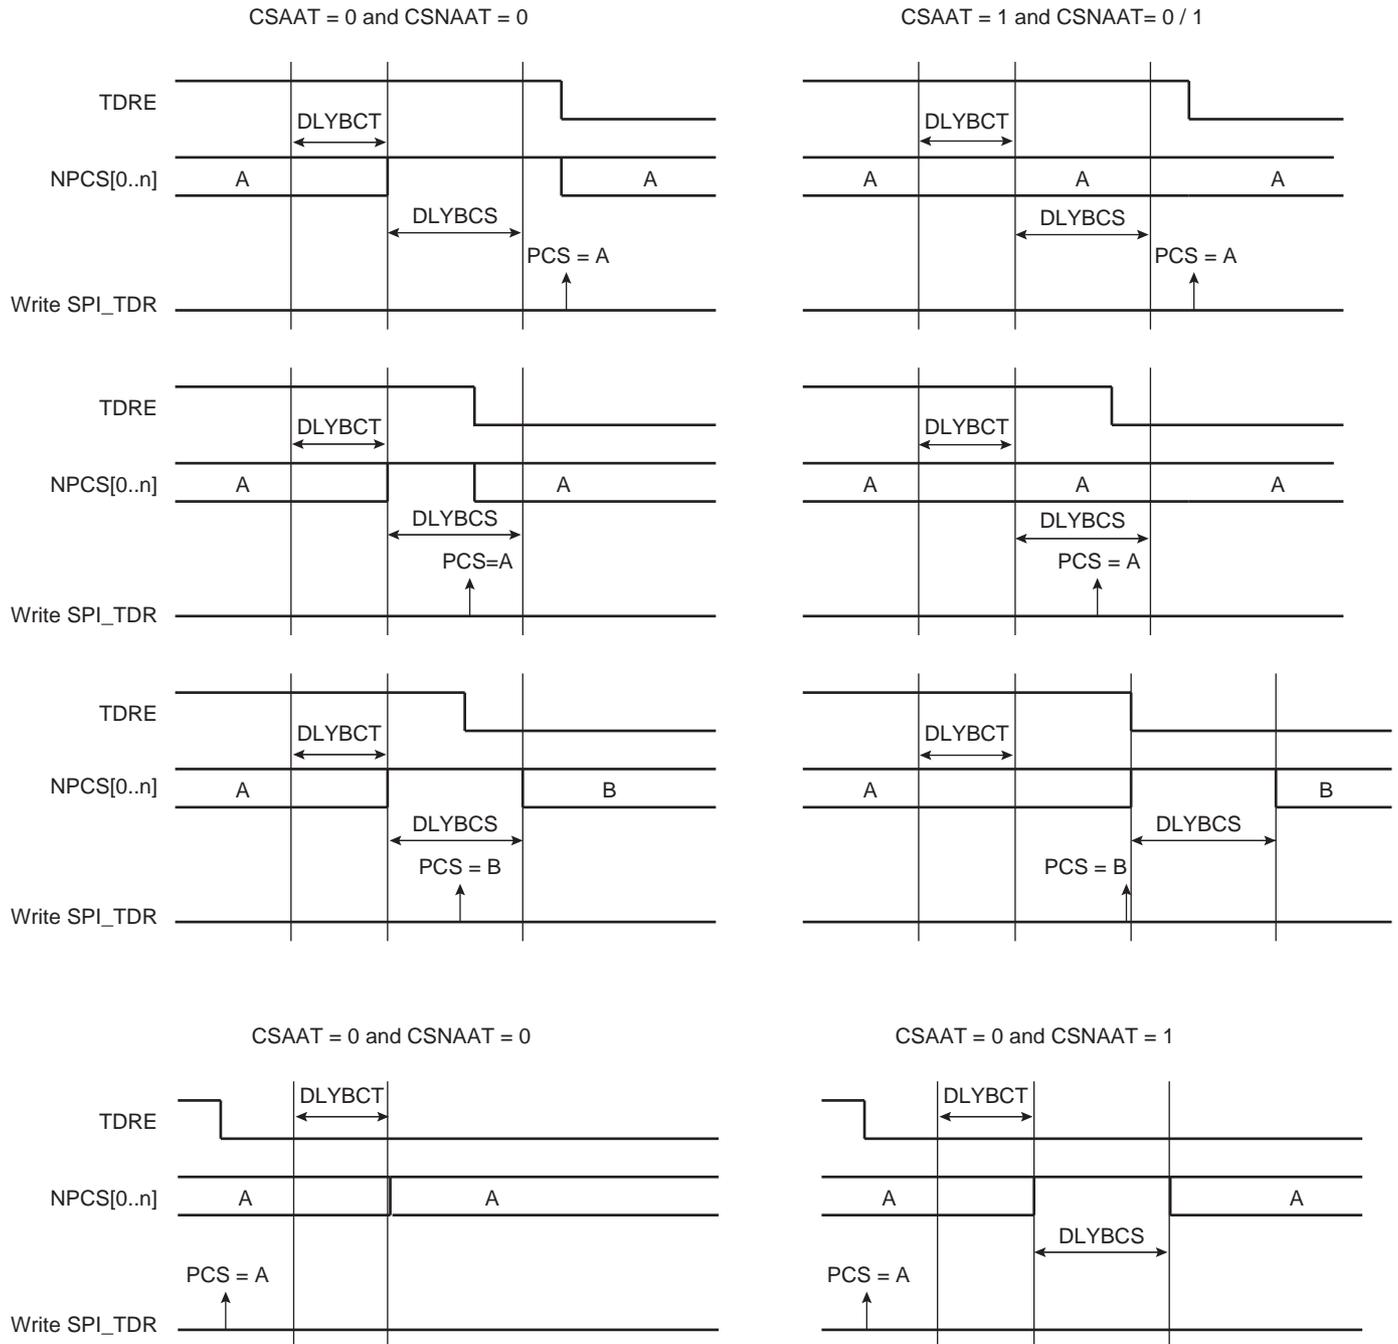 CSAAT = 0 and CSNAAT = 0
CSAAT = 1 and CSNAAT= 0 / 1
TDRE
DLYBCT
DLYBCT
NPCS[0..n]
A
A
A
A
A
DLYBCS
DLYBCS
PCS = A
PCS = A
Write SPI_TDR
TDRE
DLYBCT
DLYBCT
NPCS[0..n]
A
A
A
A
A
DLYBCS
DLYBCS
PCS=A
PCS = A
Write SPI_TDR
TDRE
DLYBCT
DLYBCT
NPCS[0..n]
A
B
A
B
DLYBCS
DLYBCS
PCS = B
PCS = B
Write SPI_TDR
CSAAT = 0 and CSNAAT = 0
CSAAT = 0 and CSNAAT = 1
DLYBCT
DLYBCT
TDRE
NPCS[0..n]
A
A
A
A
DLYBCS
PCS = A
PCS = A
Write SPI_TDR